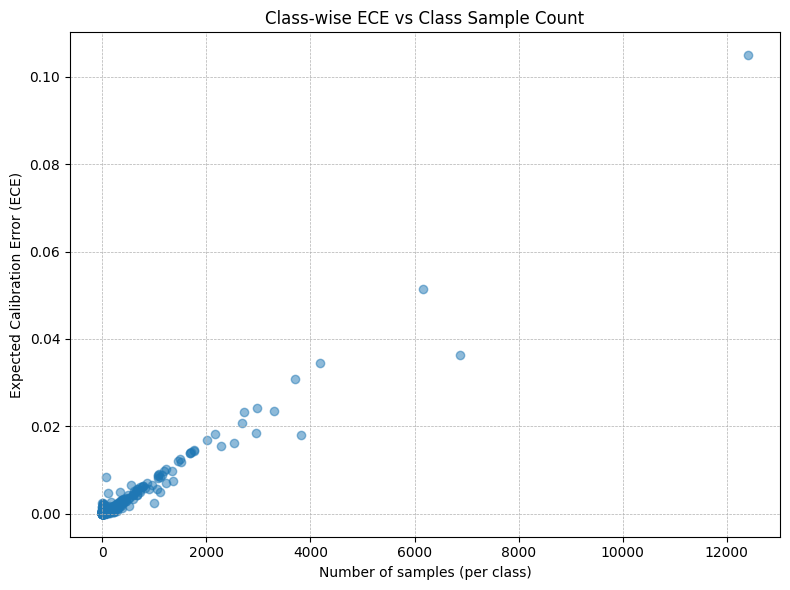 Class-wise ECE vs Class Sample Count
Expected Calibration Error (ECE)
0.10
0.08
0.06
0.04
0.02
0.00
0 2000 4000 6000 8000 10000 12000
Number of samples (per class)